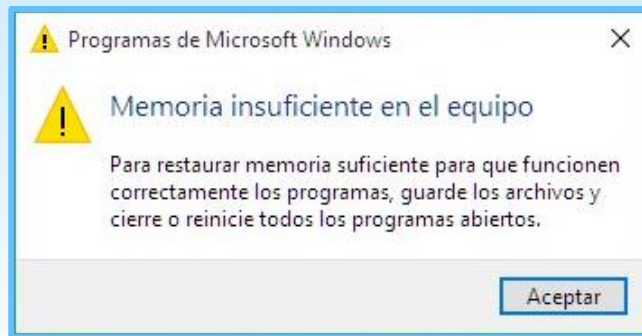 Programas de Microsoft Windows
Memoria insuficiente en el equipo
Para restaurar memoria suficiente para que funcionen
correctamente los programas, guarde los archivos y
cierre o reinicie todos los programas abiertos.
Aceptar